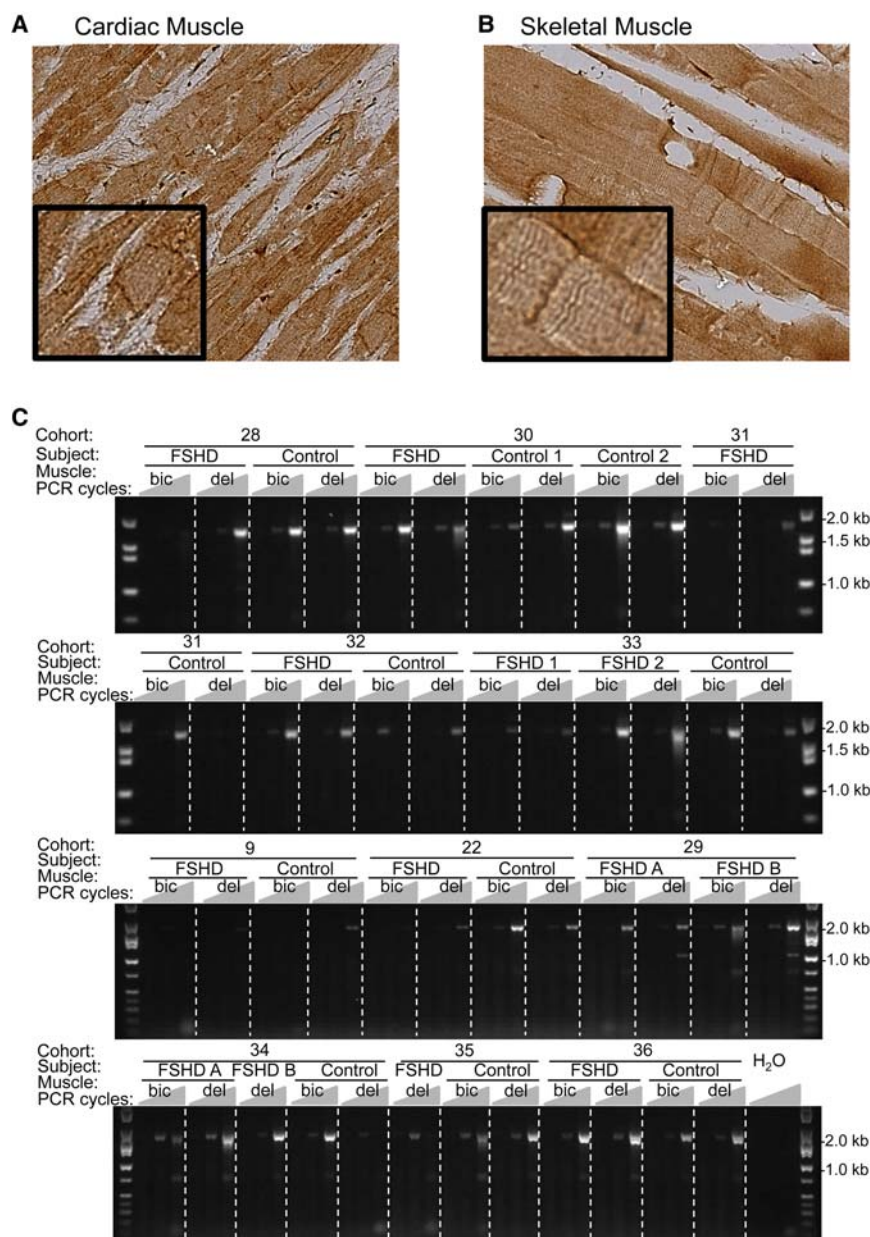 A Cardiac Muscle
B Skeletal Muscle
C
Cohort: 28 30 31
Subject: FSHD Control FSHD Control 1 Control 2 FSHD
Muscle: bic del bic del bic del bic del bic del bic del
PCR cycles:
-2.0 kb
-1.5 kb
-1.0 kb
Cohort: 31 32 33
Subject: Control FSHD Control FSHD 1 FSHD 2 Control
Muscle: bic del bic del bic del bic del bic del bic del
PCR cycles:
-2.0 kb
-1.5 kb
-1.0 kb
Cohort: 9 22 29
Subject: FSHD Control FSHD Control FSHD A FSHD B
Muscle: bic del bic del bic del bic del bic del bic del
PCR cycles:
-2.0 kb
-1.0 kb
Cohort: 34 35 36
Subject: FSHD A FSHD B Control FSHD Control FSHD Control H2O
Muscle: bic del del bic del del bic del bic del bic del
PCR cycles:
-2.0 kb
-1.0 kb